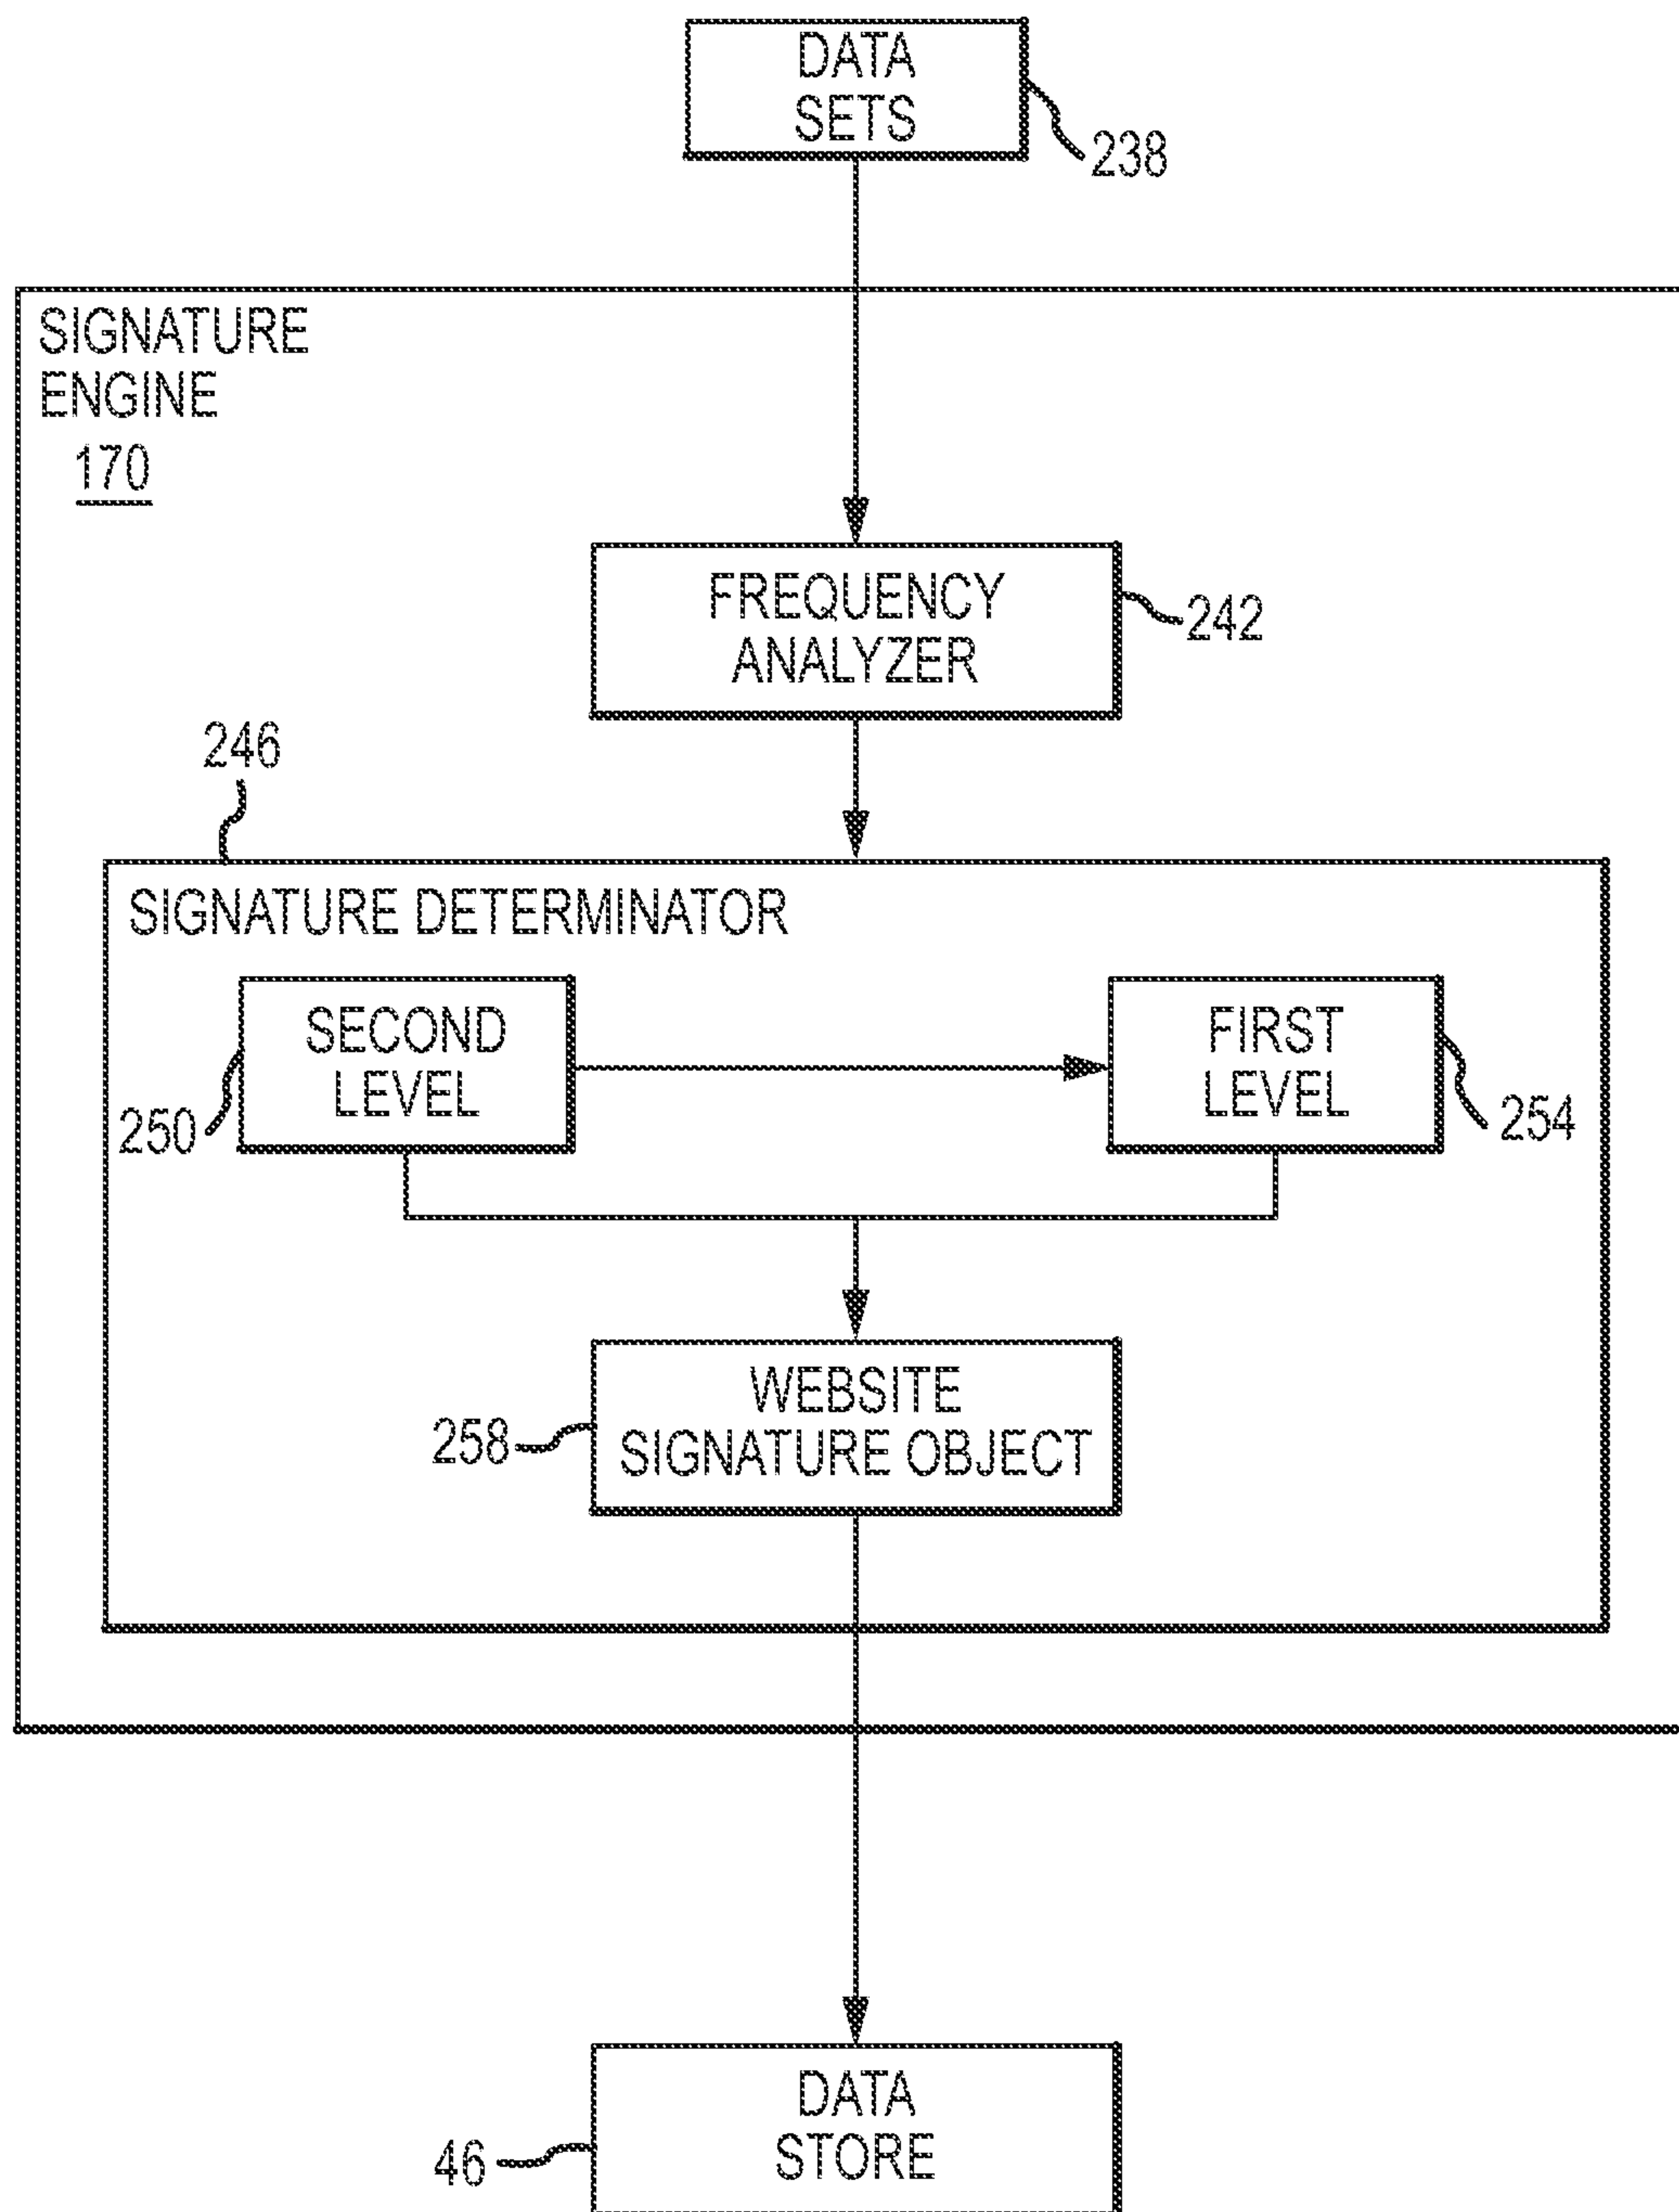 DATA
SETS
238
SIGNATURE
ENGINE
170
FREQUENCY
ANALYZER
242
246
SIGNATURE DETERMINATOR
SECOND
LEVEL
250
FIRST
LEVEL
254
WEBSITE
SIGNATURE OBJECT
258
DATA
STORE
46